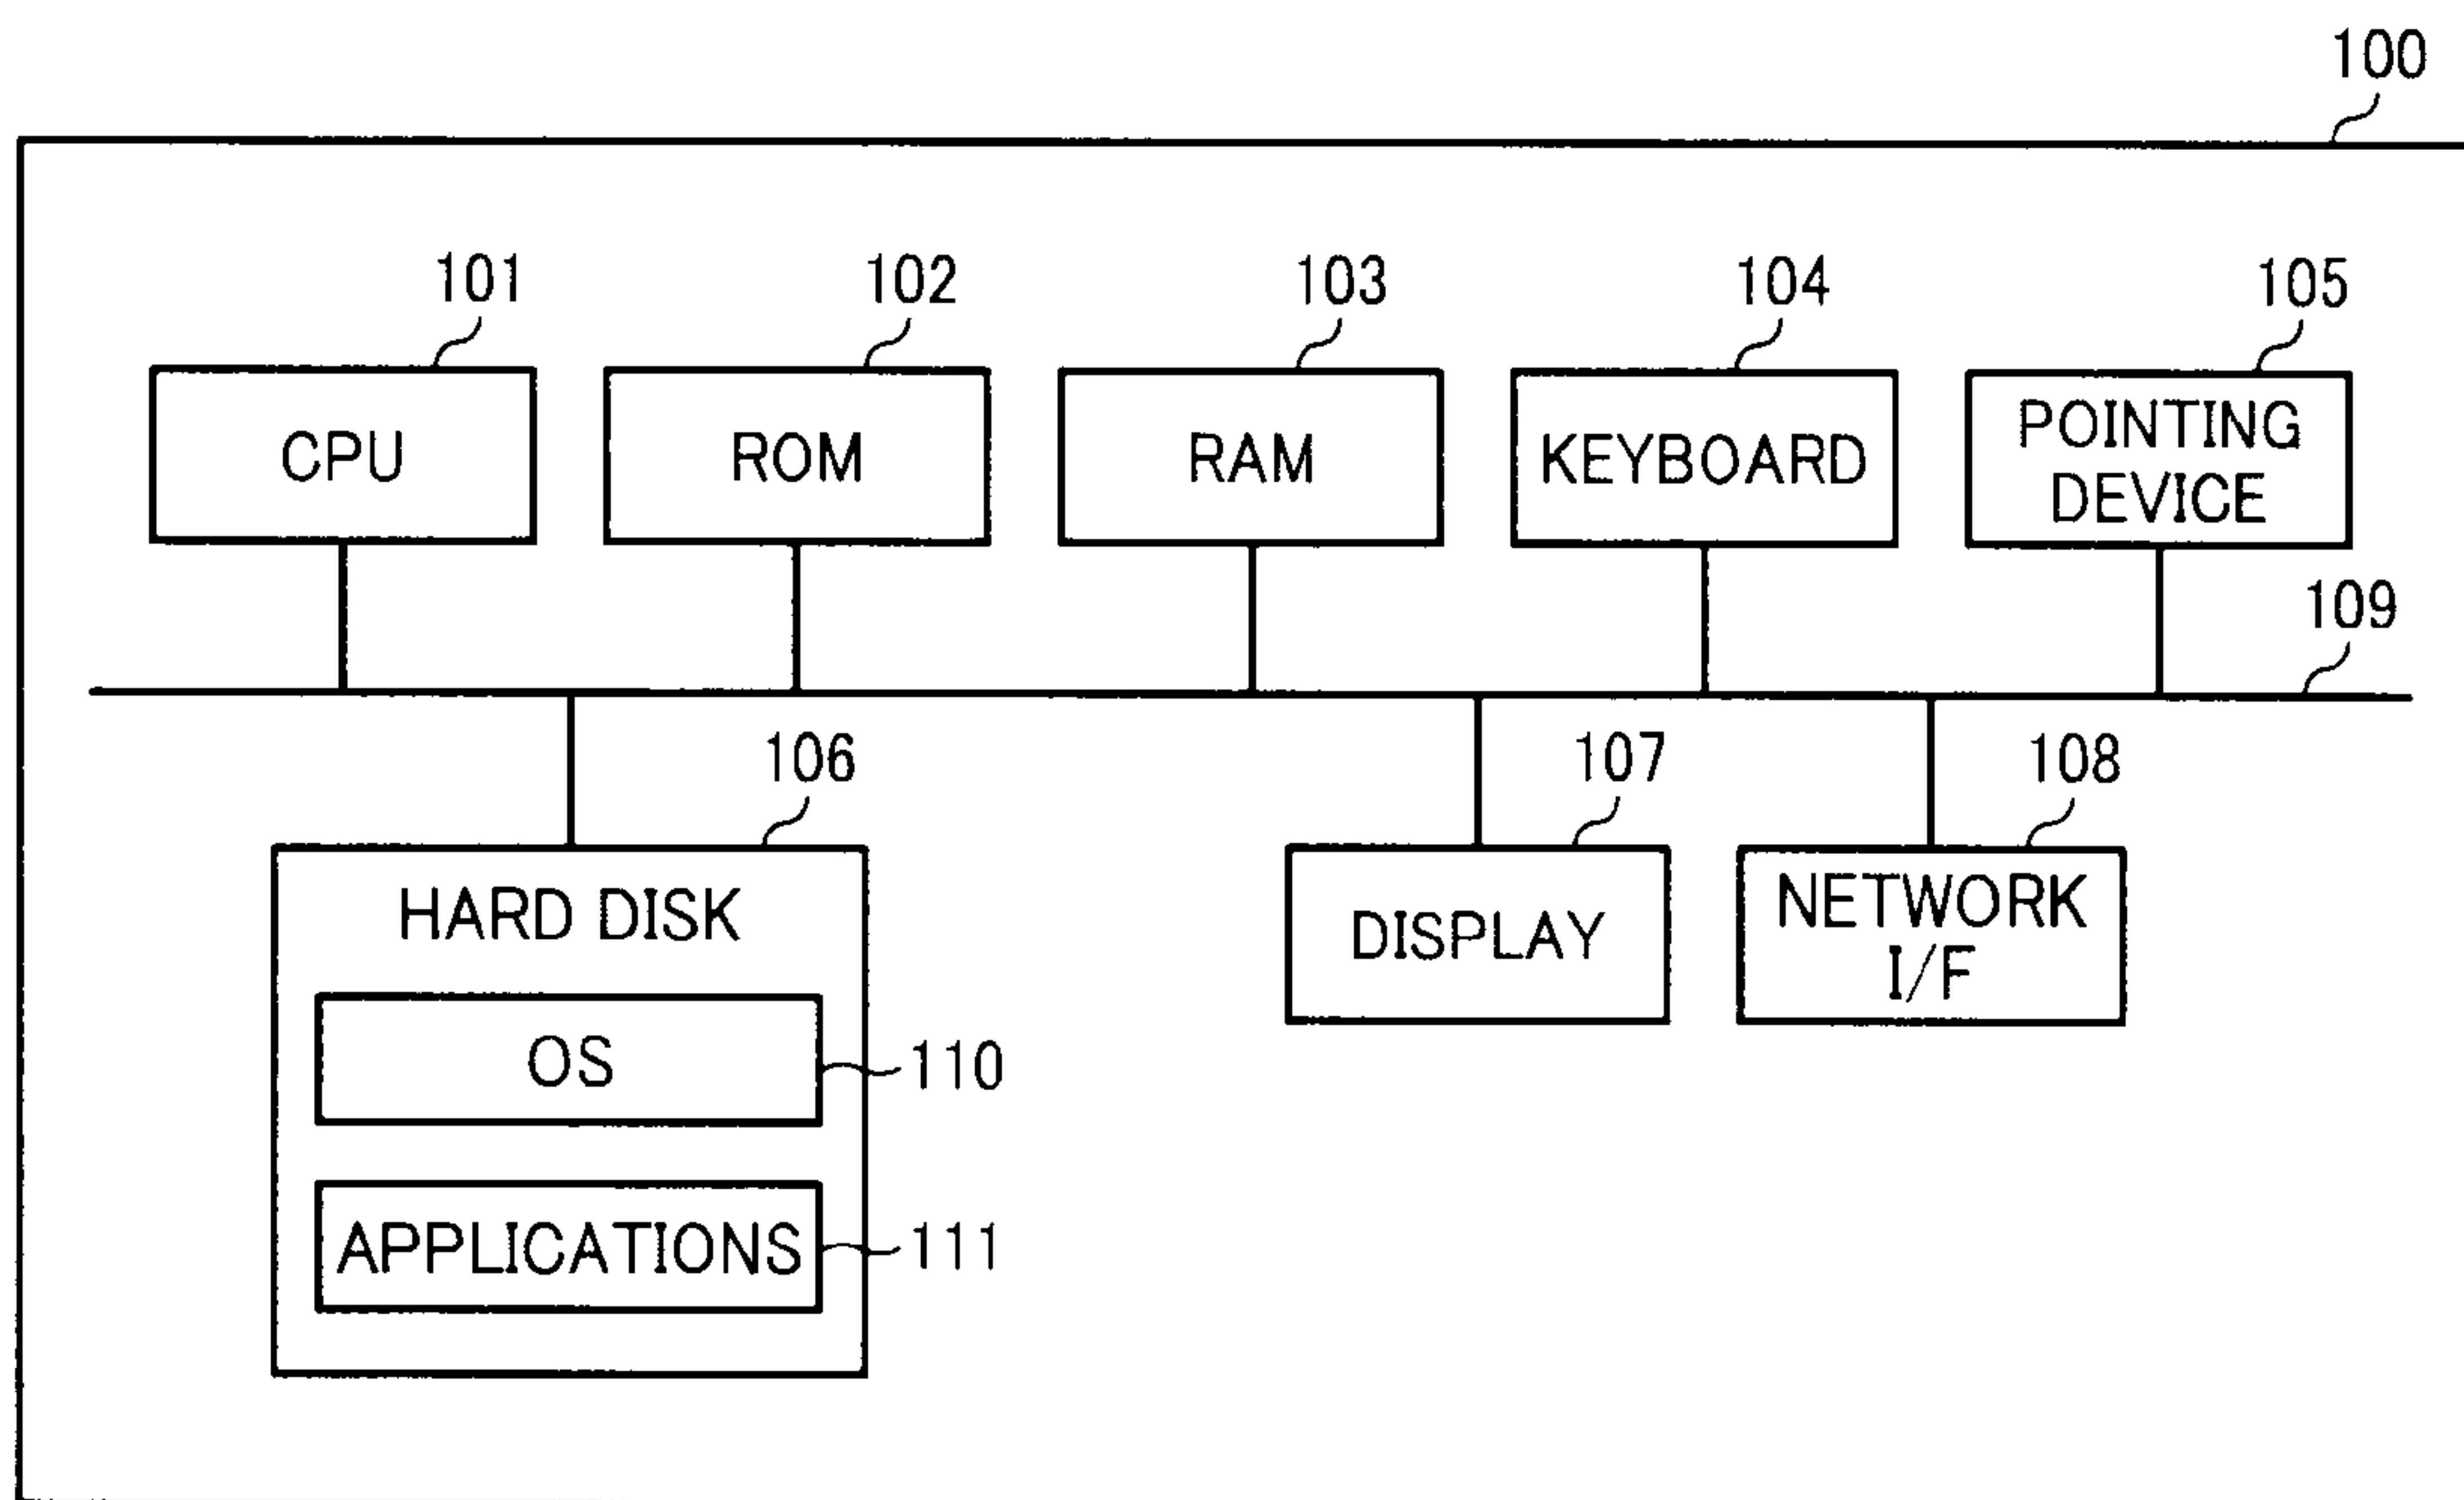 100
101
102
103
104
105
CPU
ROM
RAM
KEYBOARD
POINTING
DEVICE
109
106
107
108
HARD DISK
DISPLAY
NETWORK
I/F
OS
110
APPLICATIONS
111